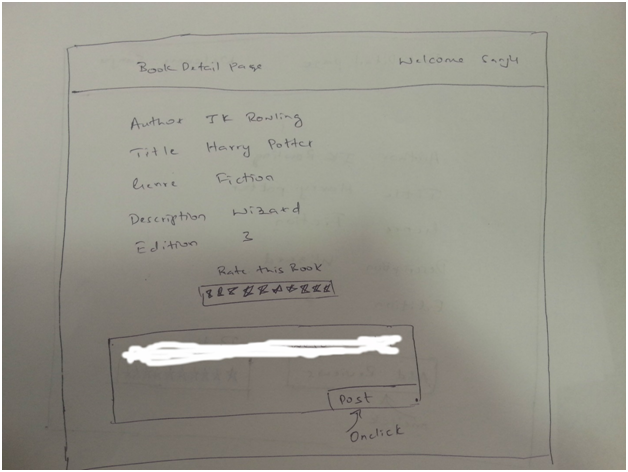 Book Detail Page Welcome Sanju
Author JK Rowling
Title Harry Potter
Genre Fiction
Description Wizard
Edition 3
Rate this Book
Post
Onclick